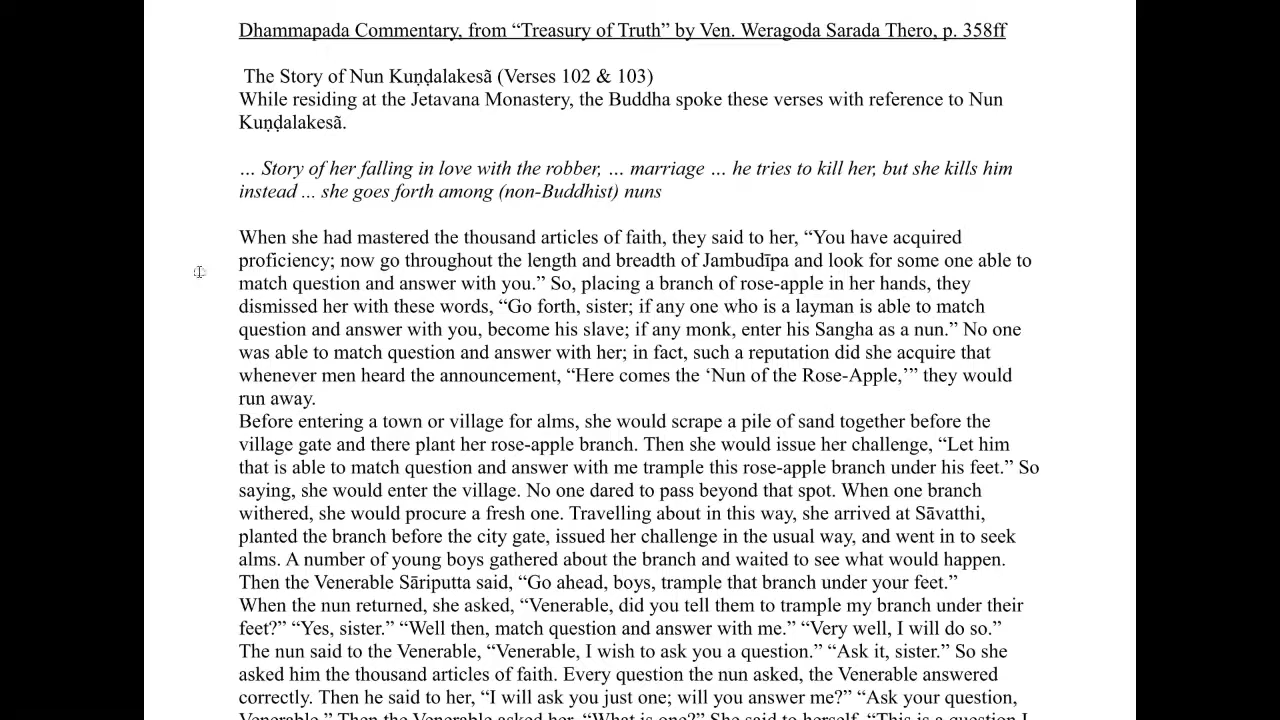 Dhammapada Commentary, from “Treasury of Truth” by Ven. Weragoda Sarada Thero, p. 358ff
The Story of Nun Kuṇḍalakesã (Verses 102 & 103)
While residing at the Jetavana Monastery, the Buddha spoke these verses with reference to Nun
Kuṇḍalakesã.
… Story of her falling in love with the robber, … marriage … he tries to kill her, but she kills him
instead ... she goes forth among (non-Buddhist) nuns
When she had mastered the thousand articles of faith, they said to her, “You have acquired
proficiency; now go throughout the length and breadth of Jambudīpa and look for some one able to
match question and answer with you.” So, placing a branch of rose-apple in her hands, they
dismissed her with these words, “Go forth, sister; if any one who is a layman is able to match
question and answer with you, become his slave; if any monk, enter his Sangha as a nun.” No one
was able to match question and answer with her; in fact, such a reputation did she acquire that
whenever men heard the announcement, “Here comes the ‘Nun of the Rose-Apple,’” they would
run away.
Before entering a town or village for alms, she would scrape a pile of sand together before the
village gate and there plant her rose-apple branch. Then she would issue her challenge, “Let him
that is able to match question and answer with me trample this rose-apple branch under his feet.” So
saying, she would enter the village. No one dared to pass beyond that spot. When one branch
withered, she would procure a fresh one. Travelling about in this way, she arrived at Sāvatthi,
planted the branch before the city gate, issued her challenge in the usual way, and went in to seek
alms. A number of young boys gathered about the branch and waited to see what would happen.
Then the Venerable Sāriputta said, “Go ahead, boys, trample that branch under your feet.”
When the nun returned, she asked, “Venerable, did you tell them to trample my branch under their
feet?” “Yes, sister.” “Well then, match question and answer with me.” “Very well, I will do so.”
The nun said to the Venerable, “Venerable, I wish to ask you a question.” “Ask it, sister.” So she
asked him the thousand articles of faith. Every question the nun asked, the Venerable answered
correctly. Then he said to her, “I will ask you just one; will you answer me?” “Ask your question,
Venerable.” Then the Venerable asked her, “What is one?” She said to herself, “This is a question I